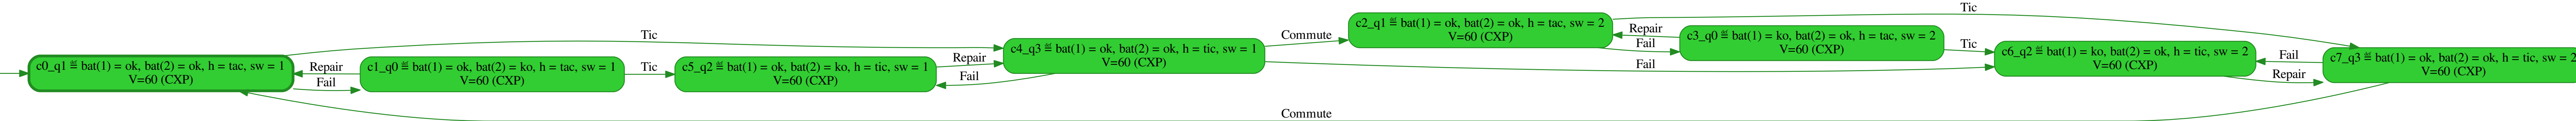 Tic
Tic
c2_q1 ≝ bat(1) = ok, bat(2) = ok, h = tac, sw = 2
V=60 (CXP)
Commute
Repair
Fail
c3_q0 ≝ bat(1) = ko, bat(2) = ok, h = tac, sw = 2
V=60 (CXP)
Tic
c4_q3 ≝ bat(1) = ok, bat(2) = ok, h = tic, sw = 1
V=60 (CXP)
c6_q2 ≝ bat(1) = ko, bat(2) = ok, h = tic, sw = 2
V=60 (CXP)
Fail
Repair
c7_q3 ≝ bat(1) = ok, bat(2) = ok, h = tic, sw = 2
V=60 (CXP)
c0_q1 ≝ bat(1) = ok, bat(2) = ok, h = tac, sw = 1
V=60 (CXP)
Repair
Fail
c1_q0 ≝ bat(1) = ok, bat(2) = ko, h = tac, sw = 1
V=60 (CXP)
Tic
c5_q2 ≝ bat(1) = ok, bat(2) = ko, h = tic, sw = 1
V=60 (CXP)
Repair
Fail
Fail
Commute